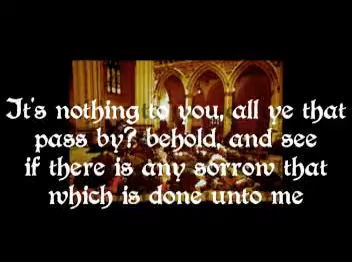 It's nothing to you, all ye that
pass by? behold, and see
if there is any sorrow that
which is done unto me